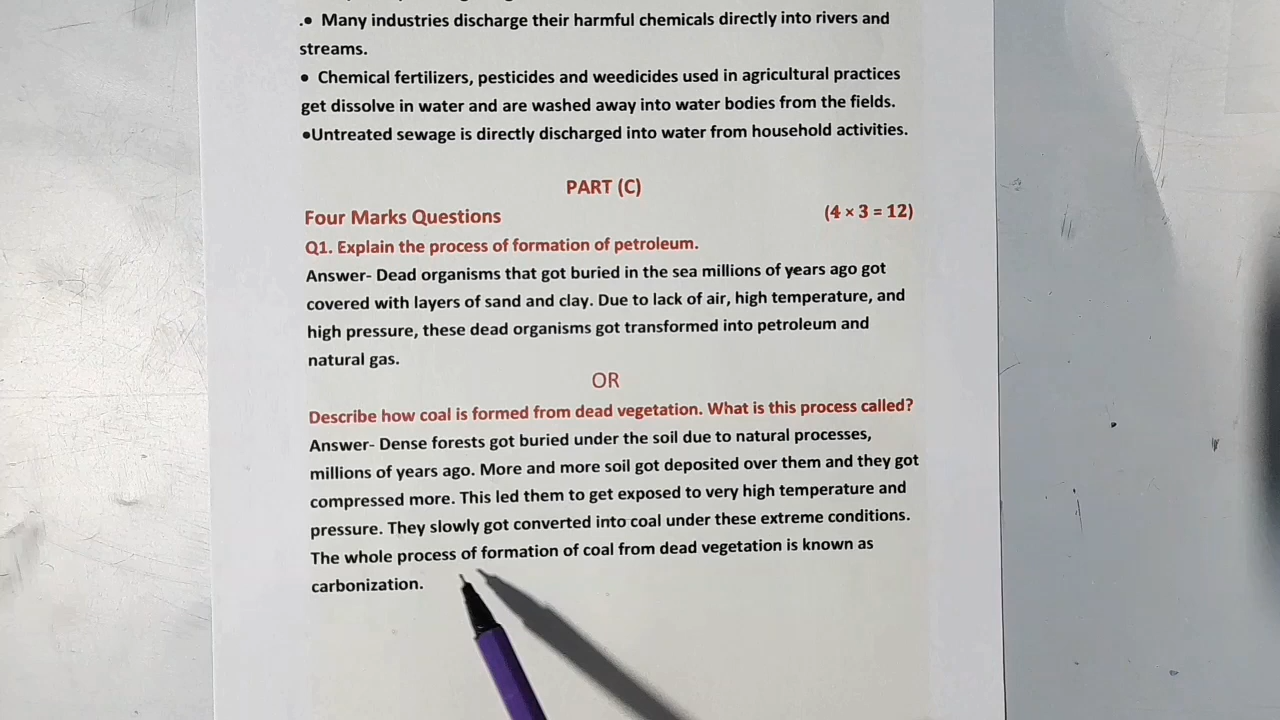 .● Many industries discharge their harmful chemicals directly into rivers and
streams.
● Chemical fertilizers, pesticides and weedicides used in agricultural practices
get dissolve in water and are washed away into water bodies from the fields.
●Untreated sewage is directly discharged into water from household activities.
PART (C)
Four Marks Questions (4 × 3 = 12)
Q1. Explain the process of formation of petroleum.
Answer- Dead organisms that got buried in the sea millions of years ago got
covered with layers of sand and clay. Due to lack of air, high temperature, and
high pressure, these dead organisms got transformed into petroleum and
natural gas.
OR
Describe how coal is formed from dead vegetation. What is this process called?
Answer- Dense forests got buried under the soil due to natural processes,
millions of years ago. More and more soil got deposited over them and they got
compressed more. This led them to get exposed to very high temperature and
pressure. They slowly got converted into coal under these extreme conditions.
The whole process of formation of coal from dead vegetation is known as
carbonization.